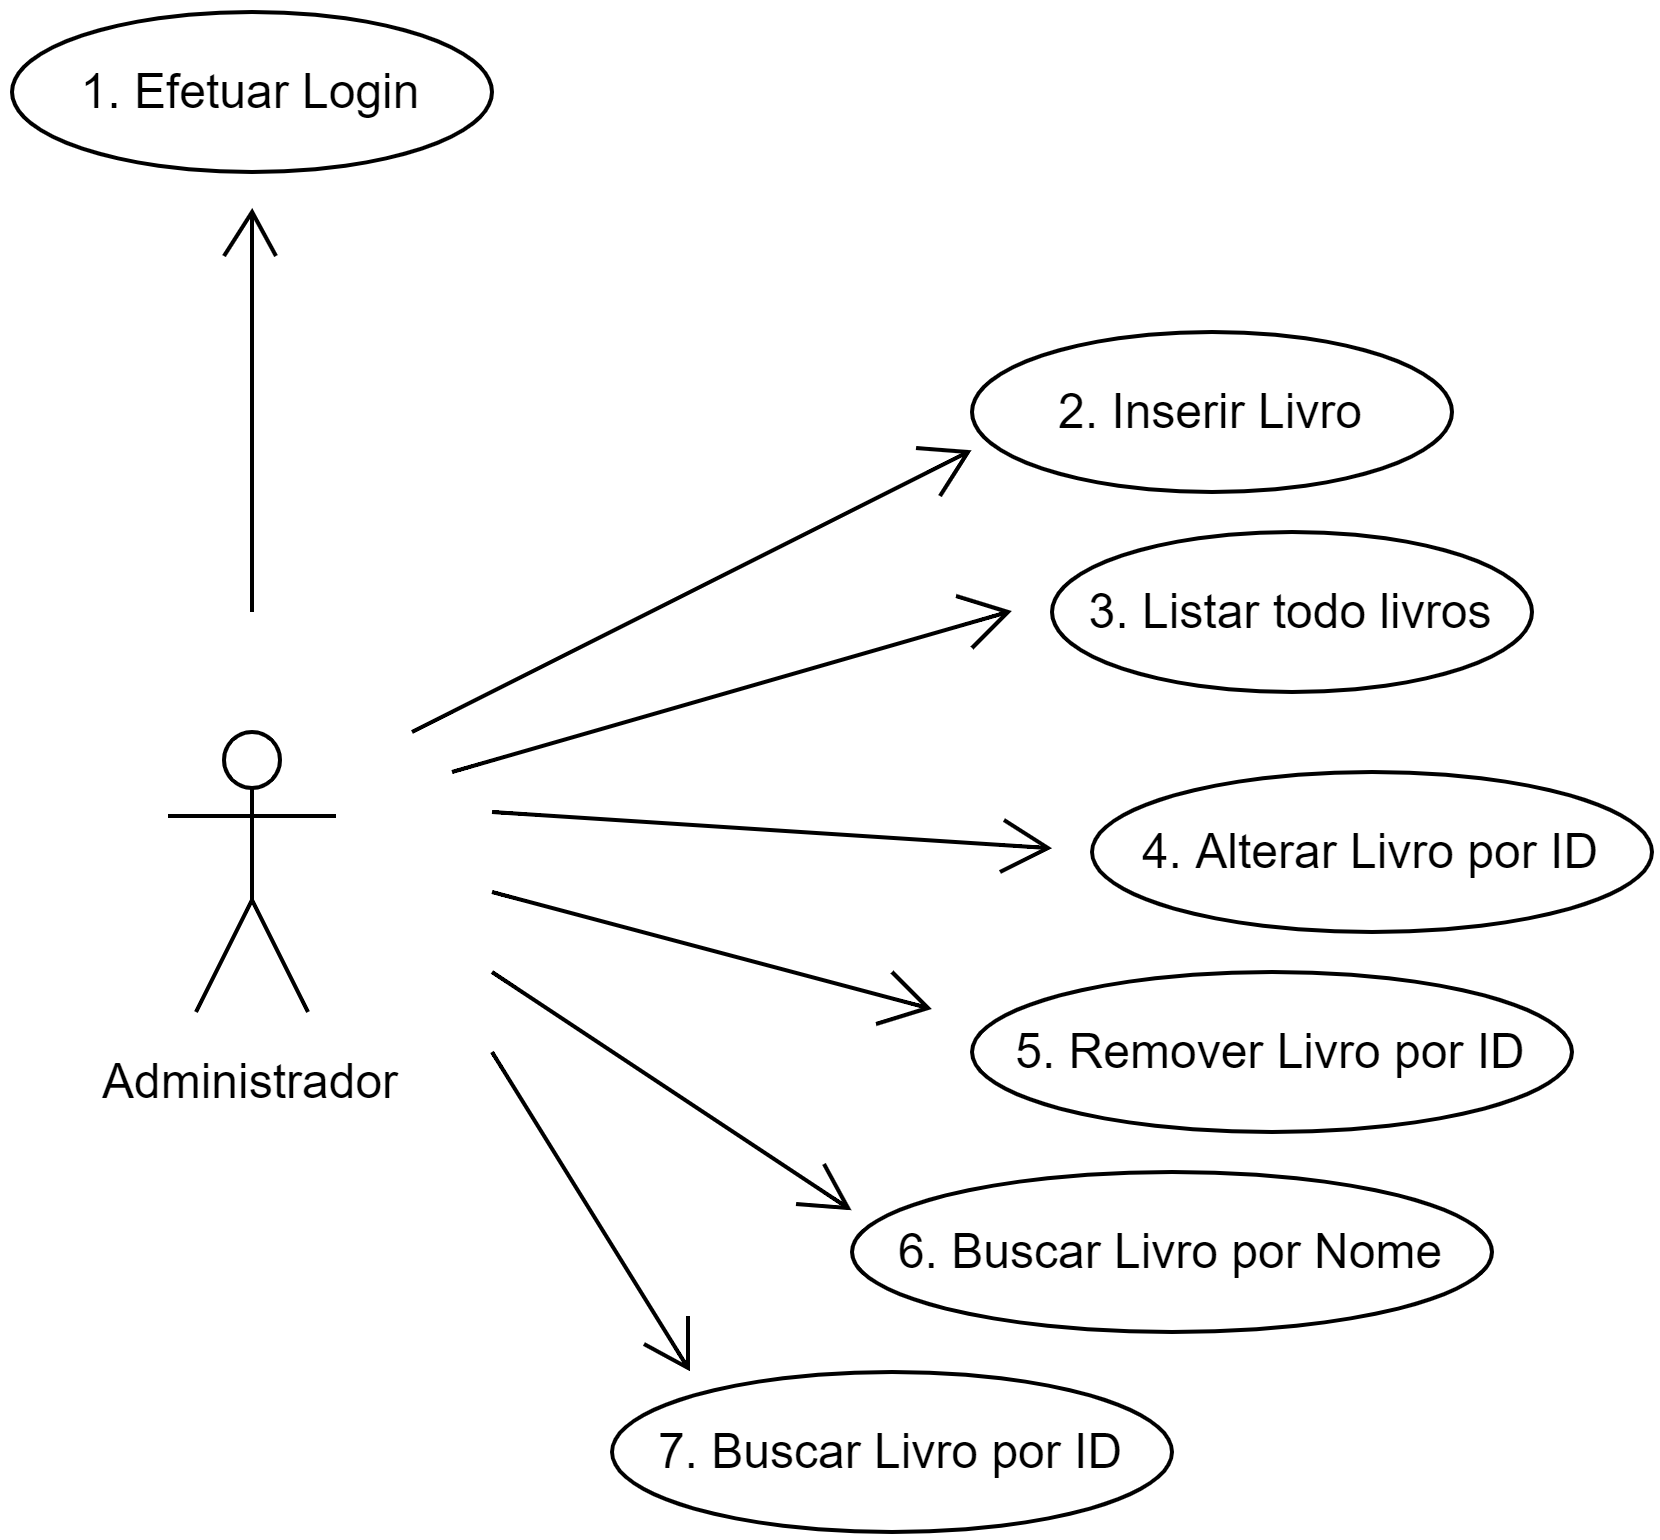 1. Efetuar Login
2. Inserir Livro
3. Listar todo livros
4. Alterar Livro por ID
5. Remover Livro por ID
Administrador
6. Buscar Livro por Nome
7. Buscar Livro por ID